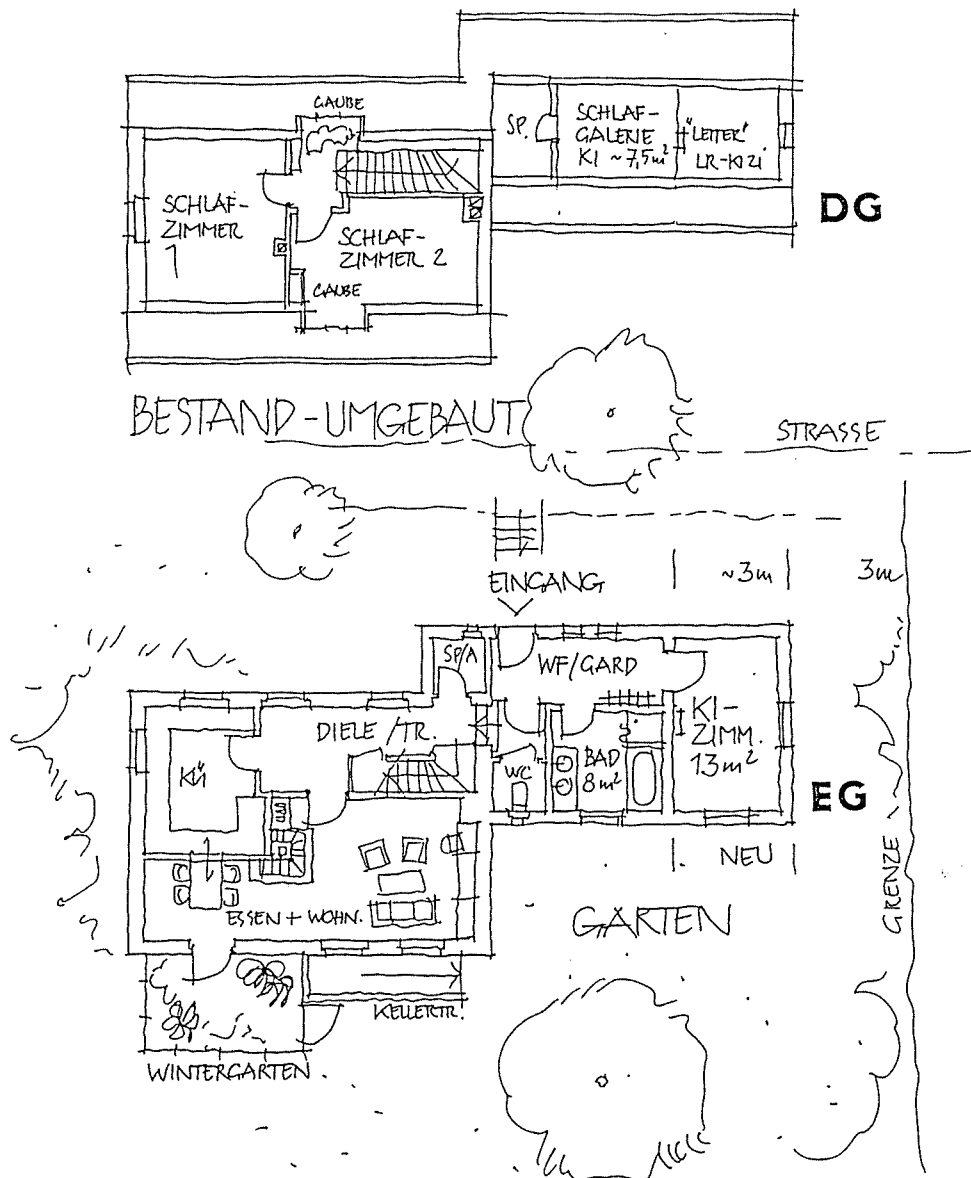 GAUBE
SP.
SCHLAF-
GALERIE
KI ~7,5m²
"LEITER"
LR-KIZI
DG
SCHLAF-
ZIMMER
1
SCHLAF-
ZIMMER 2
GAUBE
BESTAND-UMGEBAUT
STRASSE
EINGANG
~3m
3m
SP/A
WF/GARD
DIELE/TR.
KI-
ZIMM.
13m²
KÜ
WC
BAD
8m²
EG
NEU
GRENZE
ESSEN + WOHN.
GARTEN
KELLERTR.
WINTERGARTEN.